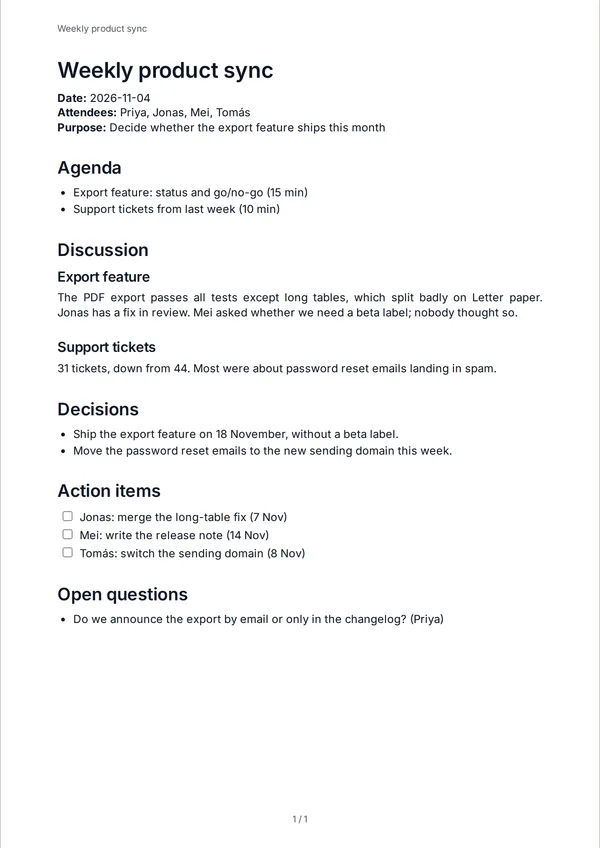 Weekly product sync
Weekly product sync
Date: 2026-11-04
Attendees: Priya, Jonas, Mei, Tomás
Purpose: Decide whether the export feature ships this month
Agenda
• Export feature: status and go/no-go (15 min)
• Support tickets from last week (10 min)
Discussion
Export feature
The PDF export passes all tests except long tables, which split badly on Letter paper.
Jonas has a fix in review. Mei asked whether we need a beta label; nobody thought so.
Support tickets
31 tickets, down from 44. Most were about password reset emails landing in spam.
Decisions
• Ship the export feature on 18 November, without a beta label.
• Move the password reset emails to the new sending domain this week.
Action items
☐ Jonas: merge the long-table fix (7 Nov)
☐ Mei: write the release note (14 Nov)
☐ Tomás: switch the sending domain (8 Nov)
Open questions
• Do we announce the export by email or only in the changelog? (Priya)
1 / 1